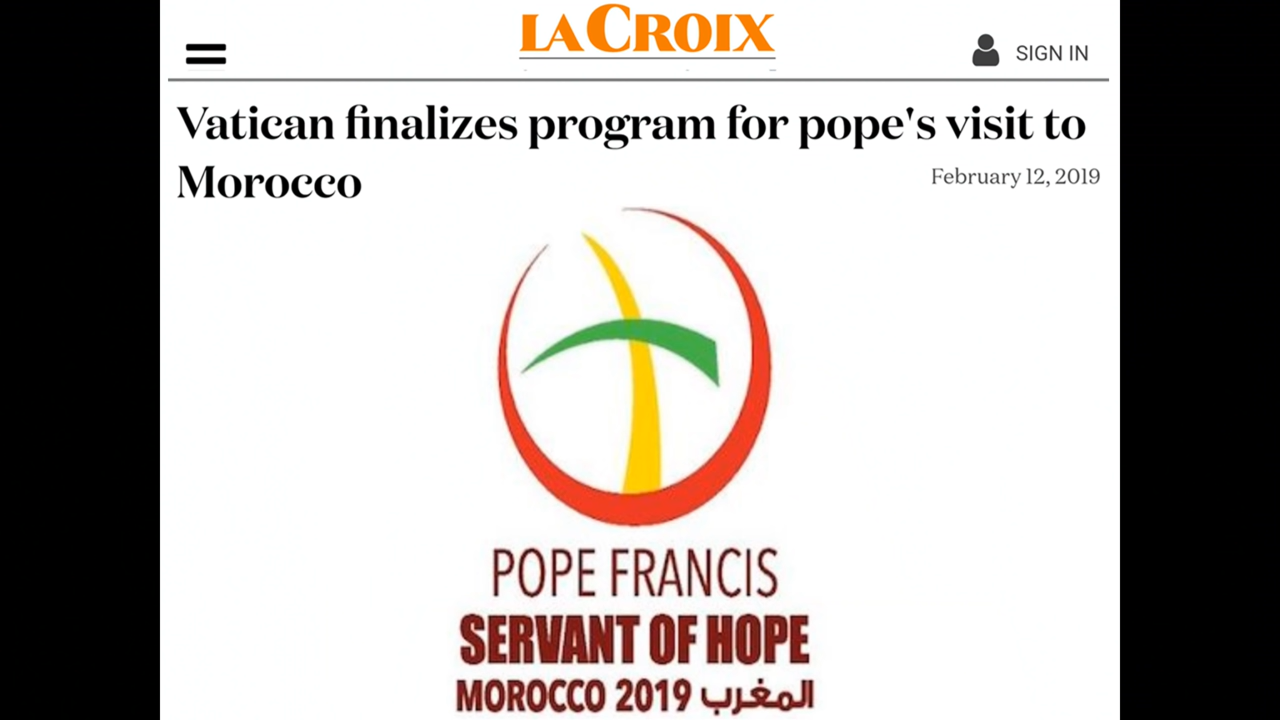 LA CROIX
SIGN IN
Vatican finalizes program for pope's visit to
Morocco
February 12, 2019
POPE FRANCIS
SERVANT OF HOPE
MOROCCO 2019 المغرب